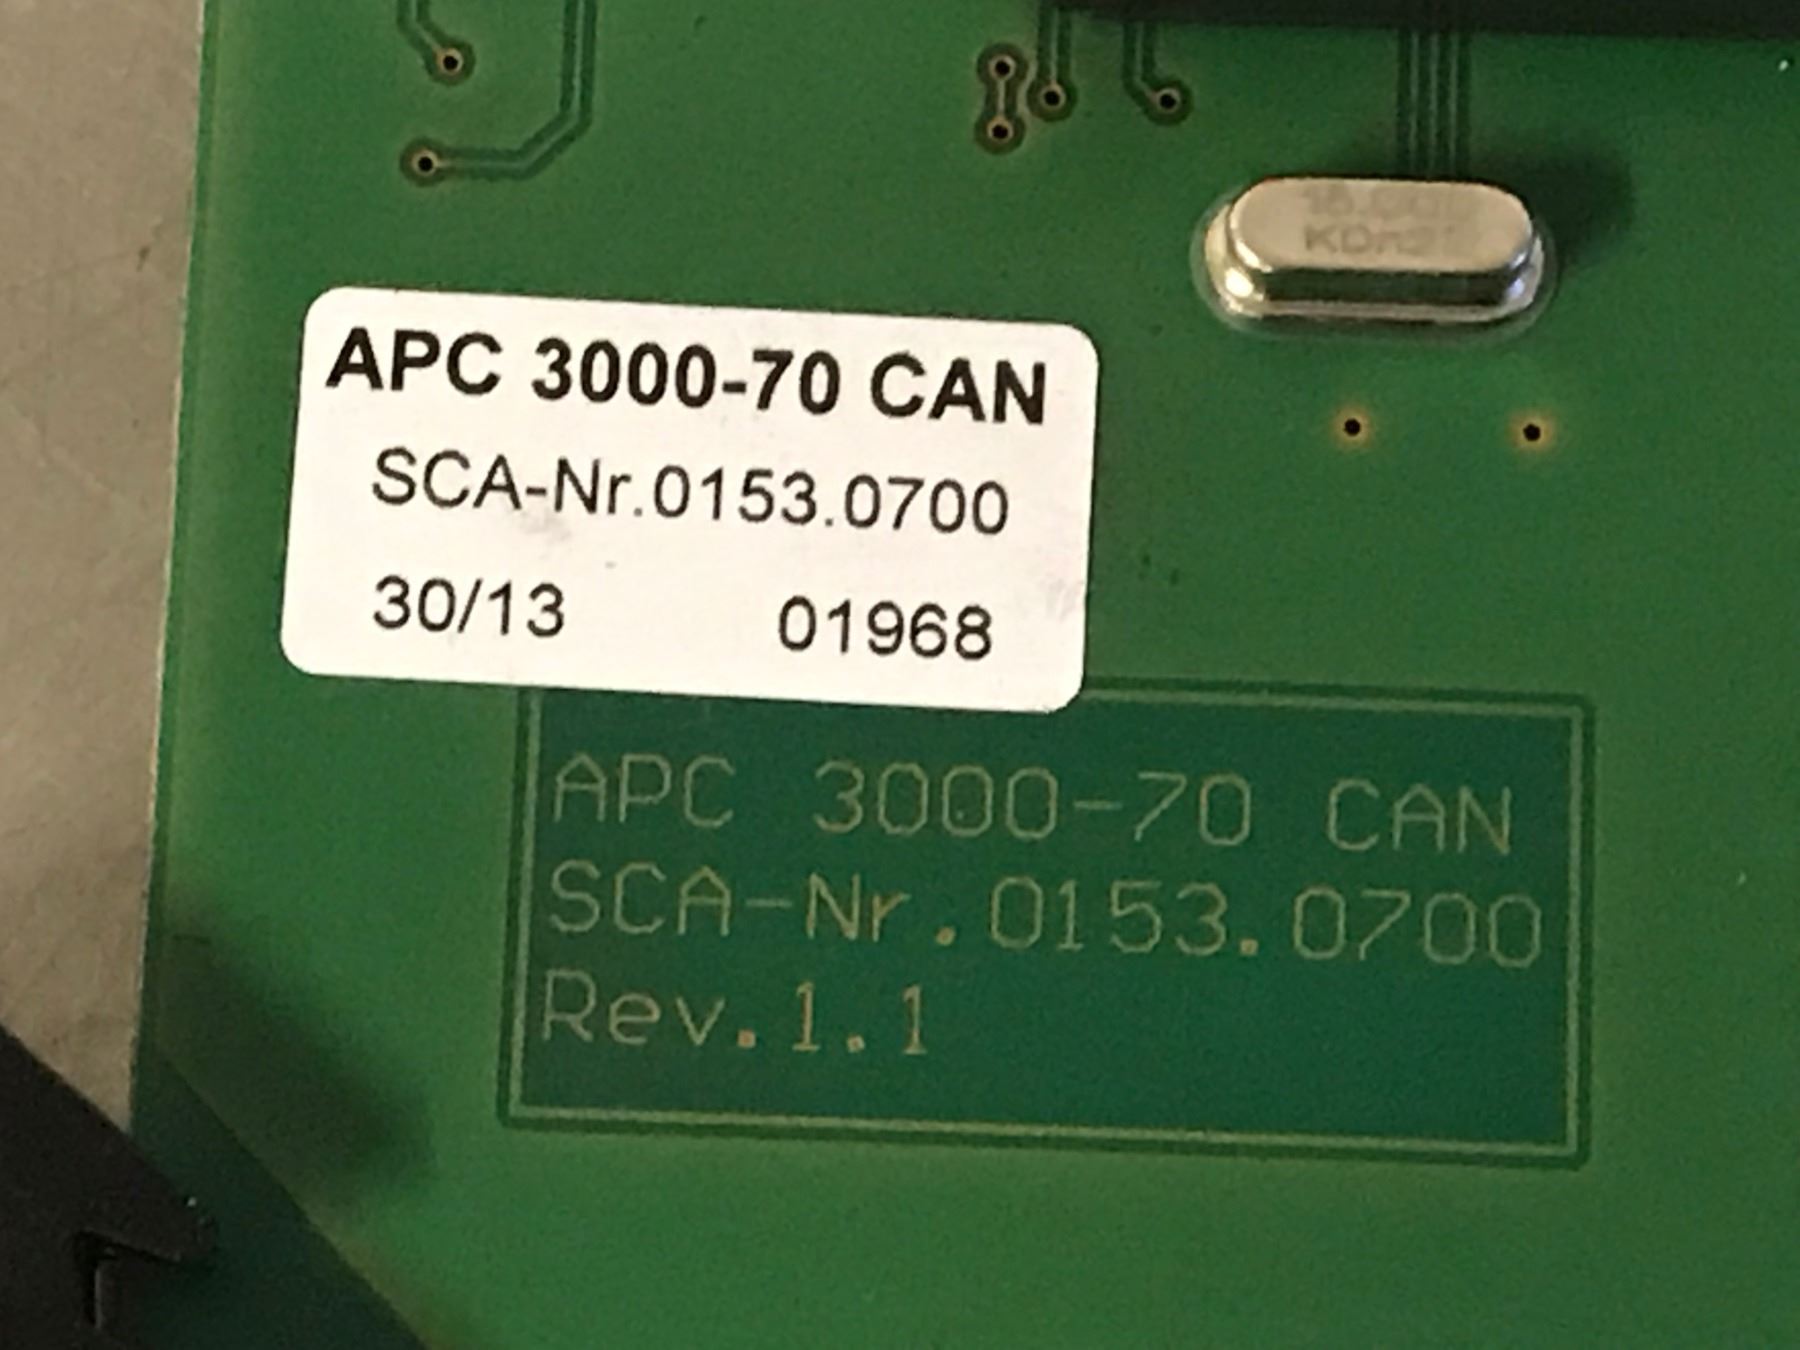 APC 3000-70 CAN
SCA-Nr.0153.0700
30/13 01968
APC 3000-70 CAN
SCA-Nr.0153.0700
Rev.1.1